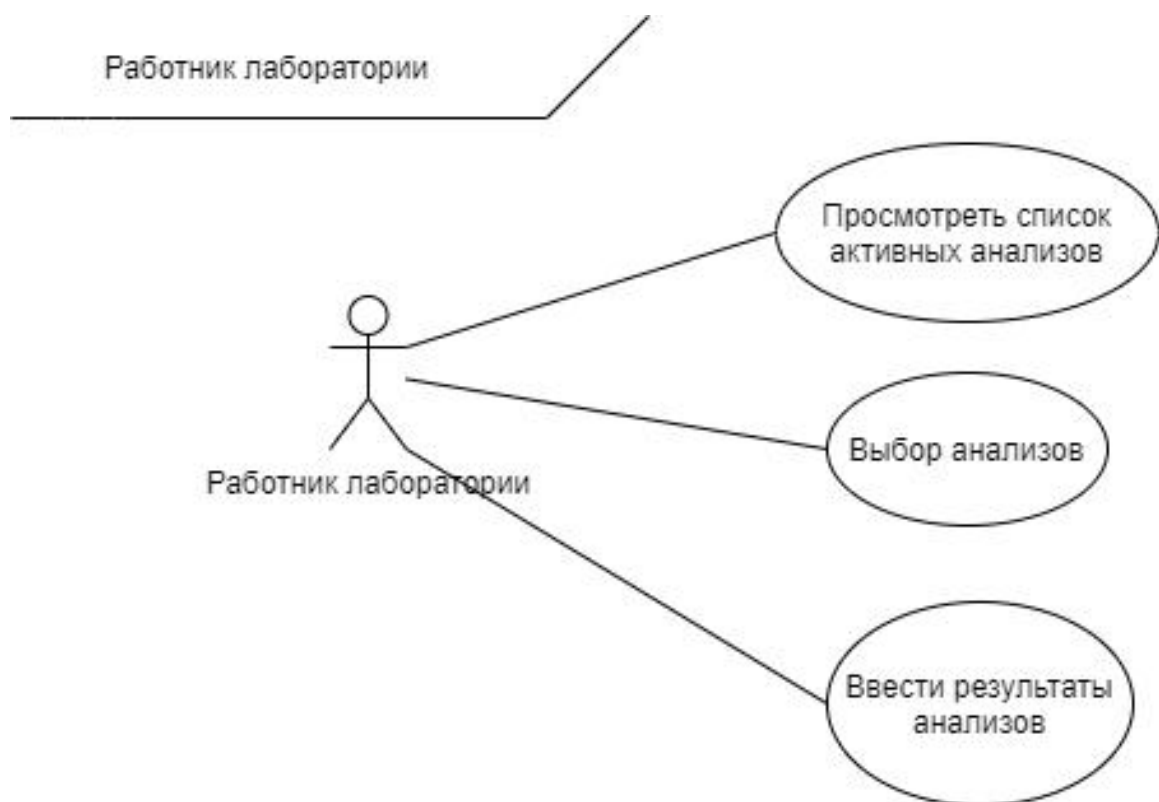 Работник лаборатории
Просмотреть список
активных анализов
Выбор анализов
Работник лаборатории
Ввести результаты
анализов